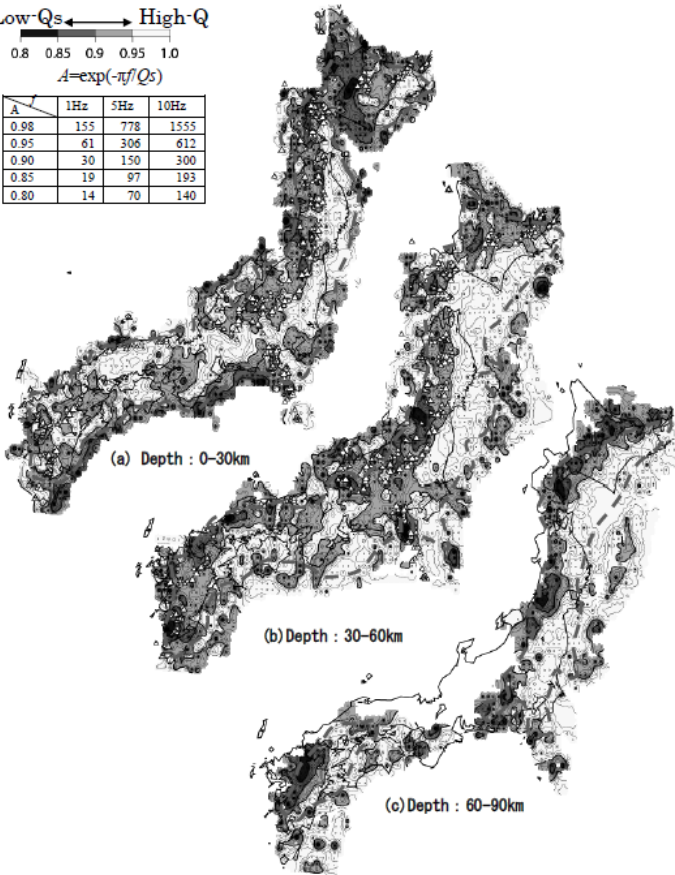 Low-Qs High-Q
0.8 0.85 0.9 0.95 1.0
A=exp(-πf/Qs)
A f 1Hz 5Hz 10Hz
0.98 155 778 1555
0.95 61 306 612
0.90 30 150 300
0.85 19 97 193
0.80 14 70 140
(a) Depth : 0-30km
(b) Depth : 30-60km
(c) Depth : 60-90km